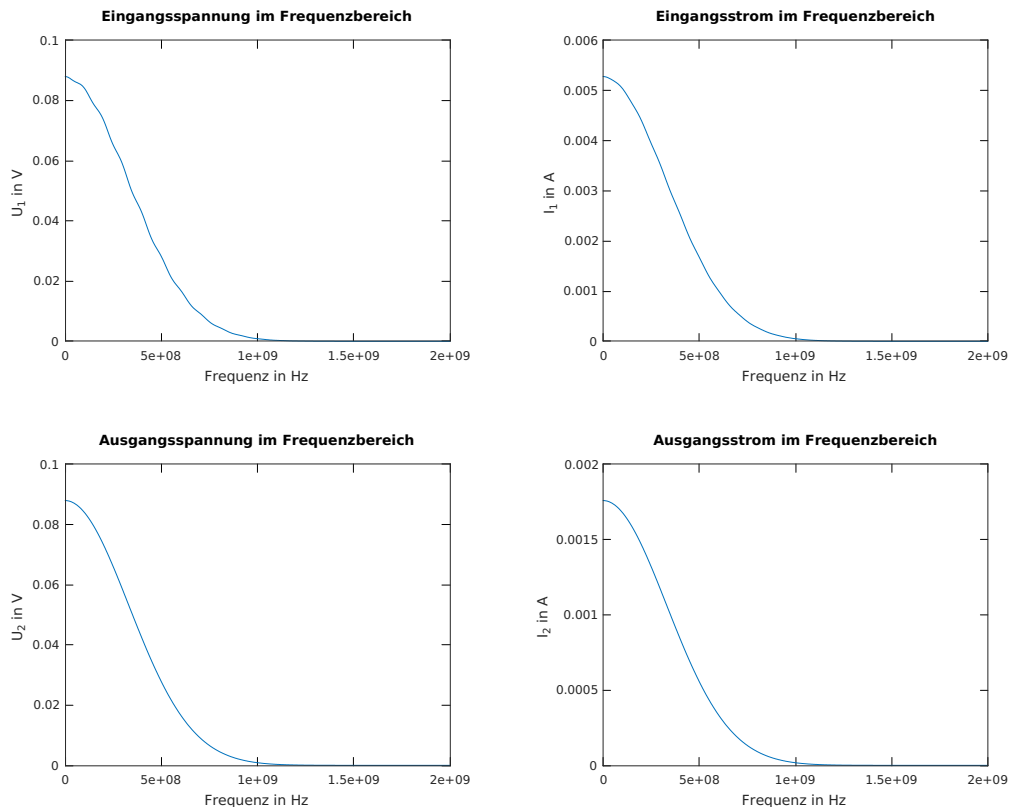 Eingangsspannung im Frequenzbereich
0.1
0.08
0.06
0.04
0.02
0
U1 in V
0 5e+08 1e+09 1.5e+09 2e+09
Frequenz in Hz
Eingangsstrom im Frequenzbereich
0.006
0.005
0.004
0.003
0.002
0.001
0
I1 in A
0 5e+08 1e+09 1.5e+09 2e+09
Frequenz in Hz
Ausgangsspannung im Frequenzbereich
0.1
0.08
0.06
0.04
0.02
0
U2 in V
0 5e+08 1e+09 1.5e+09 2e+09
Frequenz in Hz
Ausgangsstrom im Frequenzbereich
0.002
0.0015
0.001
0.0005
0
I2 in A
0 5e+08 1e+09 1.5e+09 2e+09
Frequenz in Hz